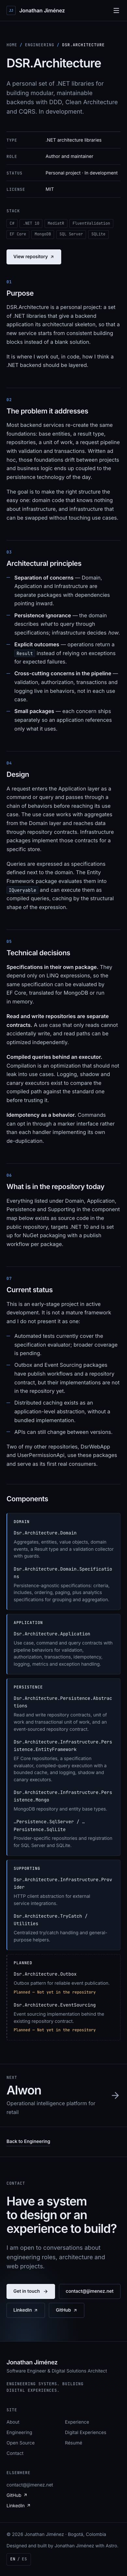 JJ Jonathan Jiménez
HOME / ENGINEERING / DSR.ARCHITECTURE
DSR.Architecture
A personal set of .NET libraries for
building modular, maintainable
backends with DDD, Clean Architecture
and CQRS. In development.
TYPE .NET architecture libraries
ROLE Author and maintainer
STATUS Personal project · In development
LICENSE MIT
STACK
C# .NET 10 MediatR FluentValidation
EF Core MongoDB SQL Server SQLite
View repository ↗
01
Purpose
DSR.Architecture is a personal project: a set
of .NET libraries that give a backend
application its architectural skeleton, so that a
new service starts from consistent building
blocks instead of a blank solution.
It is where I work out, in code, how I think a
.NET backend should be layered.
02
The problem it addresses
Most backend services re-create the same
foundation: base entities, a result type,
repositories, a unit of work, a pipeline of
commands and validators. Written again and
ad hoc, those foundations drift between projects
and business logic ends up coupled to the
persistence technology of the day.
The goal is to make the right structure the
default: write code that does not know about
infrastructure, and infrastructure that
can be swapped without touching use cases.
03
Architectural principles
— Separation of concerns — Domain,
Application and Infrastructure are
separate packages with dependencies
pointing inward.
— Persistence ignorance — the domain
describes what to query through
specifications; infrastructure decides how.
— Explicit outcomes — operations return a
Result instead of relying on exceptions
for expected failures.
— Cross-cutting concerns in the pipeline —
validation, authorization, transactions and
logging live in behaviors, not in each use
case.
— Small packages — each concern ships
separately so an application references
only what it uses.
04
Design
A request enters the Application layer as a
command or query and moves through a
chain of behaviors before reaching its use
case. The use case works with aggregates
from the Domain layer and reaches data
through repository contracts. Infrastructure
packages implement those contracts for a
specific store.
Queries are expressed as specifications
defined next to the domain. The Entity
Framework package evaluates them into
IQueryable and can execute them as
compiled queries, caching by the structural
shape of the expression.
05
Technical decisions
Specifications in their own package. They
depend only on LINQ expressions, so the
same specification can be evaluated by
EF Core, translated for MongoDB or run
in memory.
Read and write repositories are separate
contracts. A use case that only reads cannot
accidentally write, and read paths can be
optimized independently.
Compiled queries behind an executor.
Compilation is an optimization that should not
leak into use cases. Logging, shadow and
canary executors exist to compare the
compiled path against the standard one
before trusting it.
Idempotency as a behavior. Commands
can opt in through a marker interface rather
than each handler implementing its own
de-duplication.
06
What is in the repository today
Everything listed under Domain, Application,
Persistence and Supporting in the component
map below exists as source code in the
public repository, targets .NET 10 and is set
up for NuGet packaging with a publish
workflow per package.
07
Current status
This is an early-stage project in active
development. It is not a mature framework
and I do not present it as one:
— Automated tests currently cover the
specification evaluator; broader coverage
is pending.
— Outbox and Event Sourcing packages
have publish workflows and a repository
contract, but their implementations are not
in the repository yet.
— Distributed caching exists as an
application-level abstraction, without a
bundled implementation.
— APIs can still change between versions.
Two of my other repositories, DsrWebApp
and UserPermissionsApi, use these packages
and serve as its first real consumers.
Components
DOMAIN
Dsr.Architecture.Domain
Aggregates, entities, value objects, domain
events, a Result type and a validation collector
with guards.
Dsr.Architecture.Domain.Specificatio
ns
Persistence-agnostic specifications: criteria,
includes, ordering, paging, plus analytics
specifications for grouping and aggregation.
APPLICATION
Dsr.Architecture.Application
Use case, command and query contracts with
pipeline behaviors for validation,
authorization, transactions, idempotency,
logging, metrics and exception handling.
PERSISTENCE
Dsr.Architecture.Persistence.Abstrac
tions
Read and write repository contracts, unit of
work and transactional unit of work, and an
event-sourced repository contract.
Dsr.Architecture.Infrastructure.Pers
istence.EntityFramework
EF Core repositories, a specification
evaluator, compiled-query execution with a
bounded cache, and logging, shadow and
canary executors.
Dsr.Architecture.Infrastructure.Pers
istence.Mongo
MongoDB repository and entity base types.
…Persistence.SqlServer / …
Persistence.Sqlite
Provider-specific repositories and registration
for SQL Server and SQLite.
SUPPORTING
Dsr.Architecture.Infrastructure.Provi
der
HTTP client abstraction for external
service integrations.
Dsr.Architecture.TryCatch /
Utilities
Centralized try/catch handling and general-
purpose helpers.
PLANNED
Dsr.Architecture.Outbox
Outbox pattern for reliable event publication.
Planned — Not yet in the repository
Dsr.Architecture.EventSourcing
Event sourcing implementation behind the
existing repository contract.
Planned — Not yet in the repository
NEXT
Alwon
Operational intelligence platform for
retail
→
Back to Engineering
CONTACT
Have a system
to design or an
experience to build?
I am open to conversations about
engineering roles, architecture and
web projects.
Get in touch → contact@jjimenez.net
LinkedIn ↗ GitHub ↗
Jonathan Jiménez
Software Engineer & Digital Solutions Architect
ENGINEERING SYSTEMS. BUILDING
DIGITAL EXPERIENCES.
SITE
About Experience
Engineering Digital Experiences
Open Source Résumé
Contact
ELSEWHERE
contact@jjimenez.net
GitHub ↗
LinkedIn ↗
© 2026 Jonathan Jiménez · Bogotá, Colombia
Designed and built by Jonathan Jiménez with Astro.
EN / ES